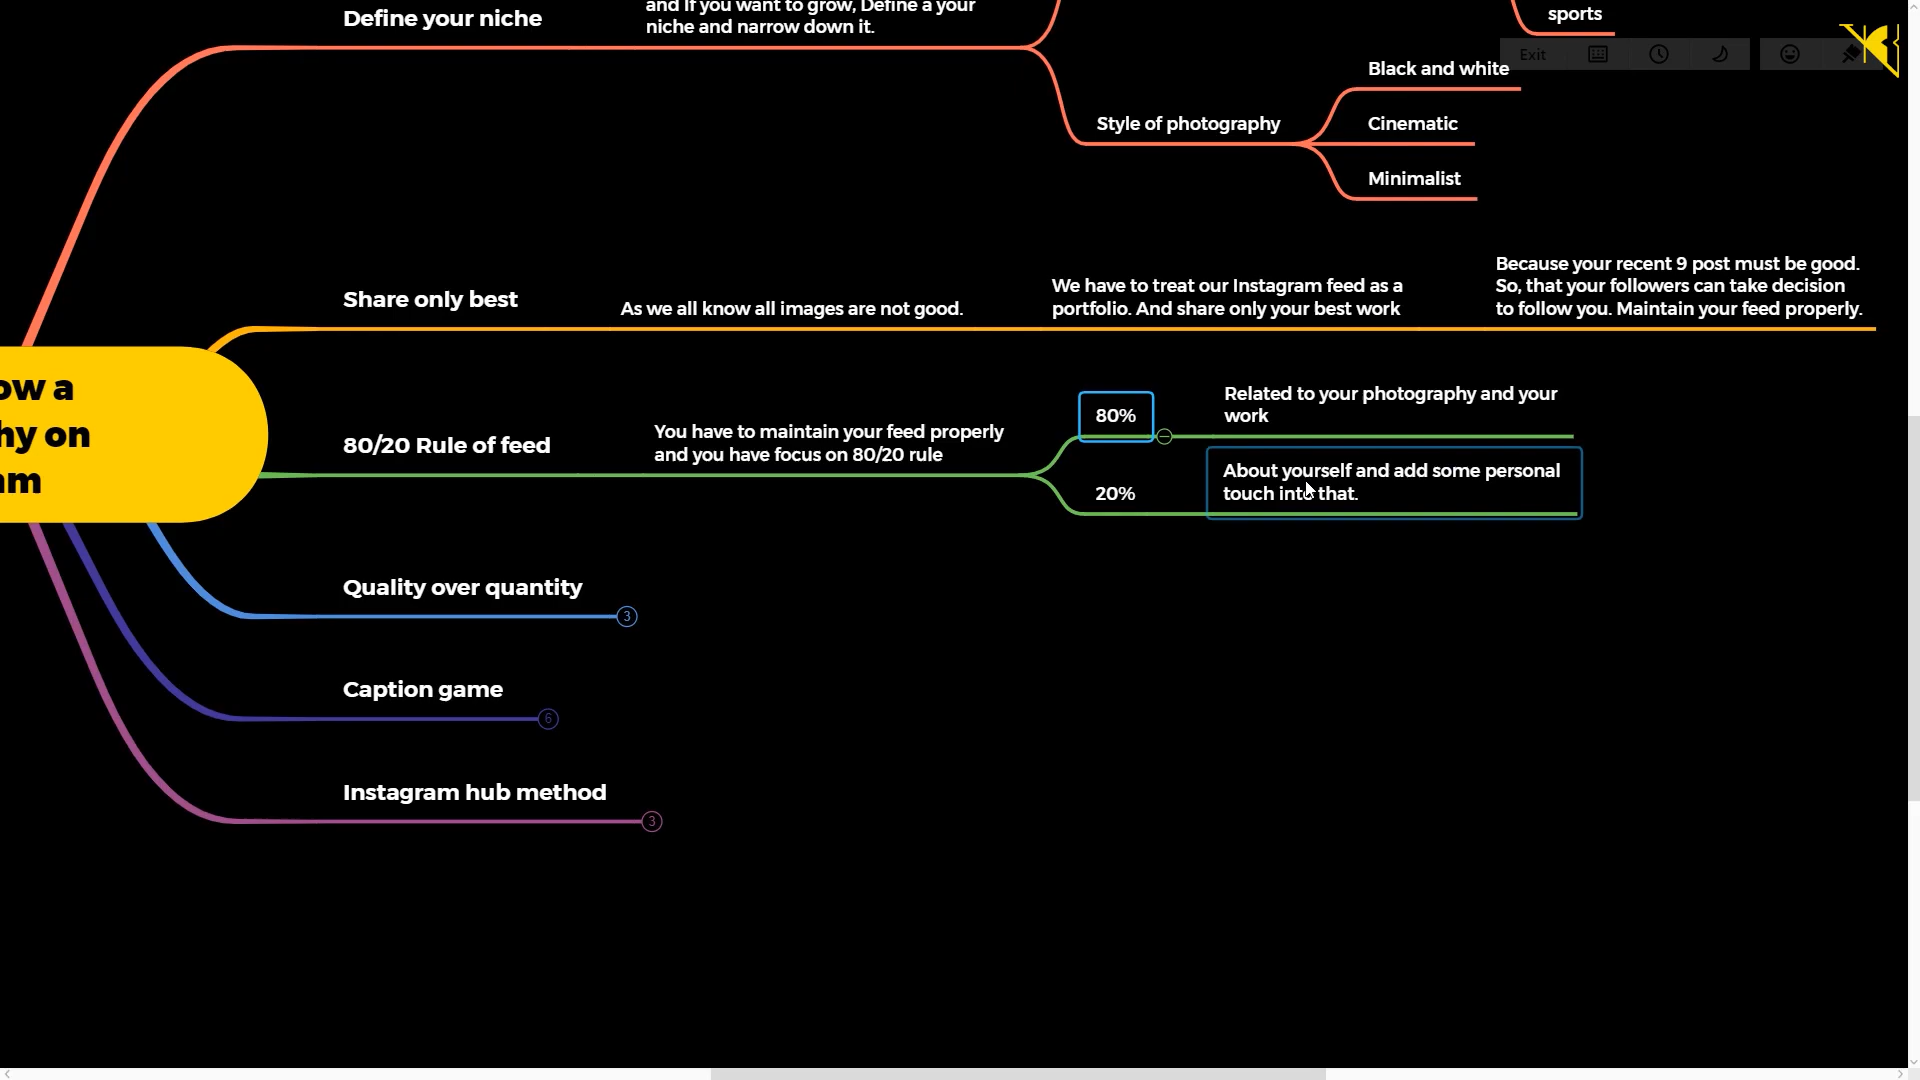 Define your niche
and If you want to grow, Define a your
niche and narrow down it.
sports
Exit
Black and white
Style of photography
Cinematic
Minimalist
Share only best
As we all know all images are not good.
We have to treat our Instagram feed as a
portfolio. And share only your best work
Because your recent 9 post must be good.
So, that your followers can take decision
to follow you. Maintain your feed properly.
ow a
hy on
am
80/20 Rule of feed
You have to maintain your feed properly
and you have focus on 80/20 rule
80%
Related to your photography and your
work
20%
About yourself and add some personal
touch into that.
Quality over quantity
3
Caption game
6
Instagram hub method
3